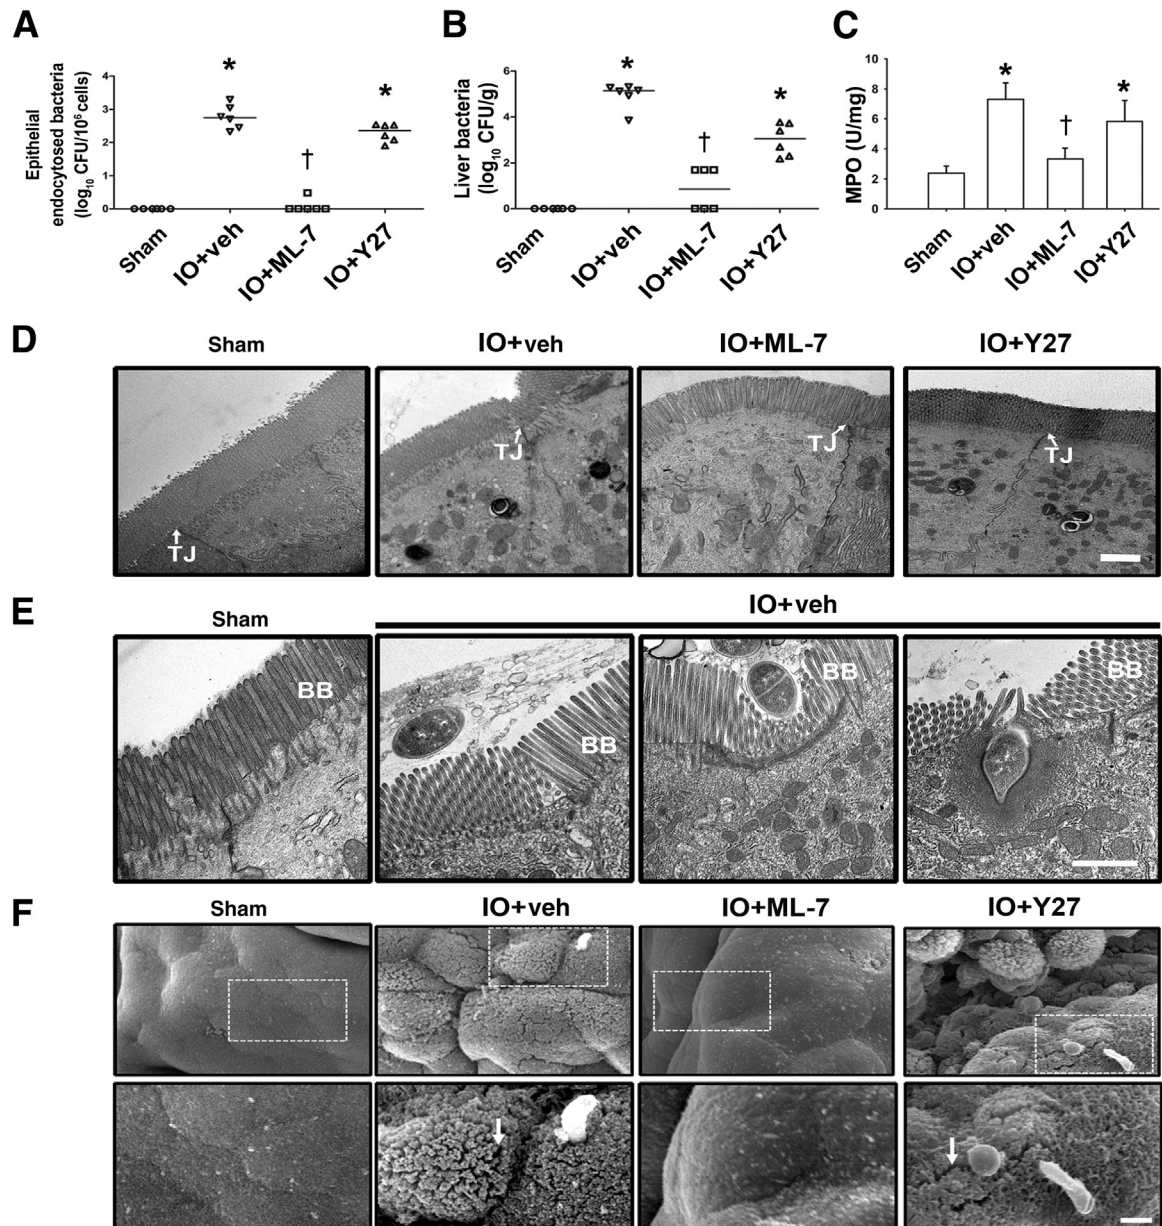 A
B
C
Epithelial
endocytosed bacteria
(log10 CFU/10⁶ cells)
4
3
2
1
0
*
†
*
Sham
IO+veh
IO+ML-7
IO+Y27
Liver bacteria
(log10 CFU/g)
6
4
2
0
*
†
*
Sham
IO+veh
IO+ML-7
IO+Y27
MPO (U/mg)
10
8
6
4
2
0
*
†
*
Sham
IO+veh
IO+ML-7
IO+Y27
D
Sham
IO+veh
IO+ML-7
IO+Y27
TJ
TJ
TJ
TJ
E
Sham
IO+veh
BB
BB
BB
BB
F
Sham
IO+veh
IO+ML-7
IO+Y27